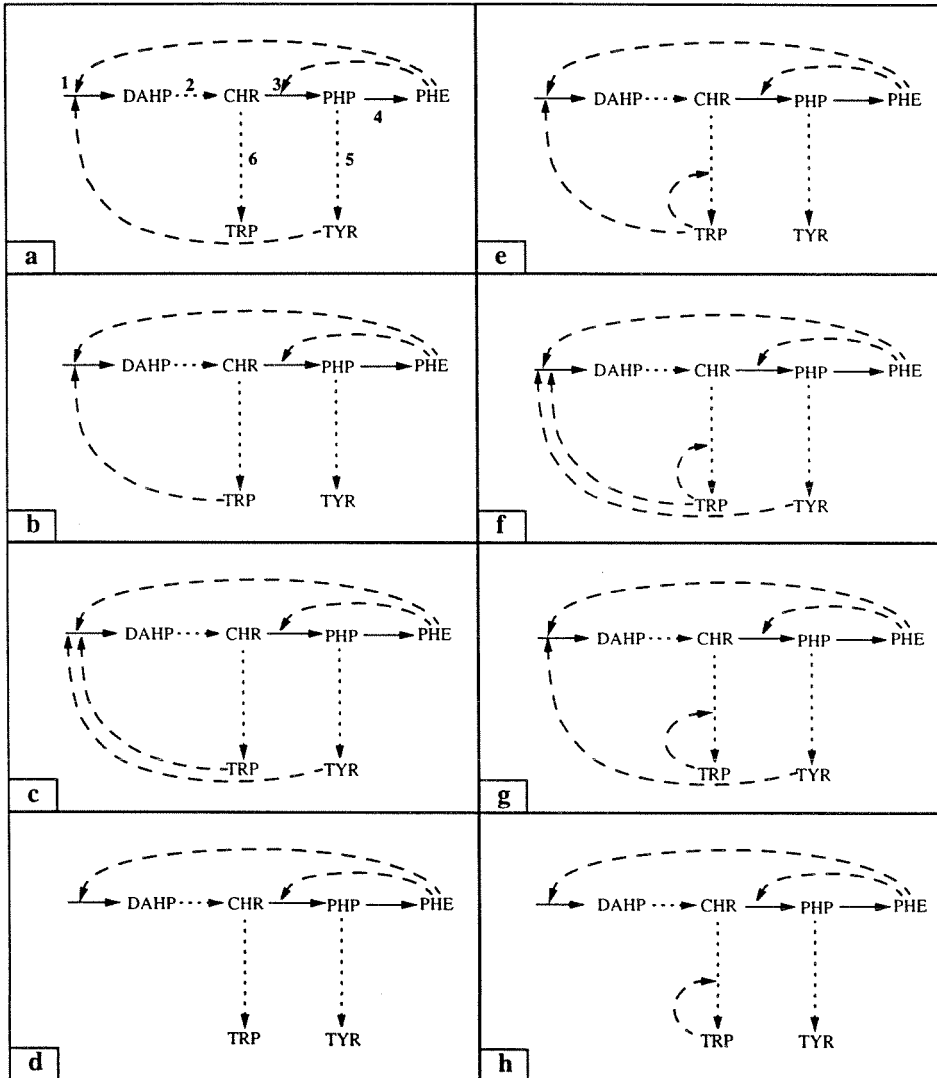 1 2 3
DAHP CHR PHP PHE
4
6 5
TRP TYR
a
DAHP CHR PHP PHE
TRP TYR
b
DAHP CHR PHP PHE
TRP TYR
c
DAHP CHR PHP PHE
TRP TYR
d
DAHP CHR PHP PHE
TRP TYR
e
DAHP CHR PHP PHE
TRP TYR
f
DAHP CHR PHP PHE
TRP TYR
g
DAHP CHR PHP PHE
TRP TYR
h